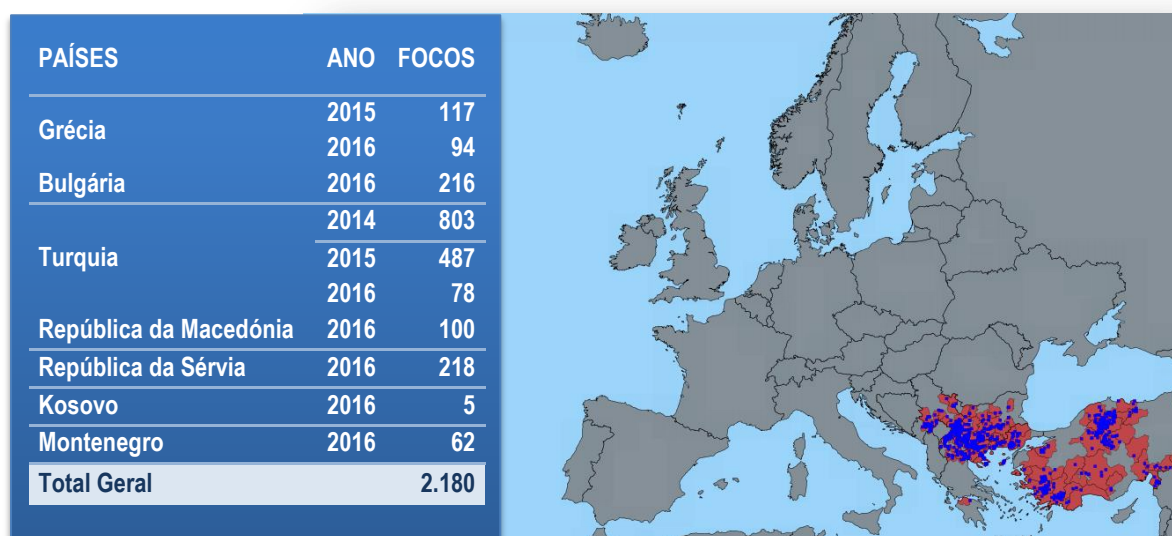 PAÍSES ANO FOCOS
Grécia 2015 117
2016 94
Bulgária 2016 216
2014 803
Turquia 2015 487
2016 78
República da Macedónia 2016 100
República da Sérvia 2016 218
Kosovo 2016 5
Montenegro 2016 62
Total Geral 2.180